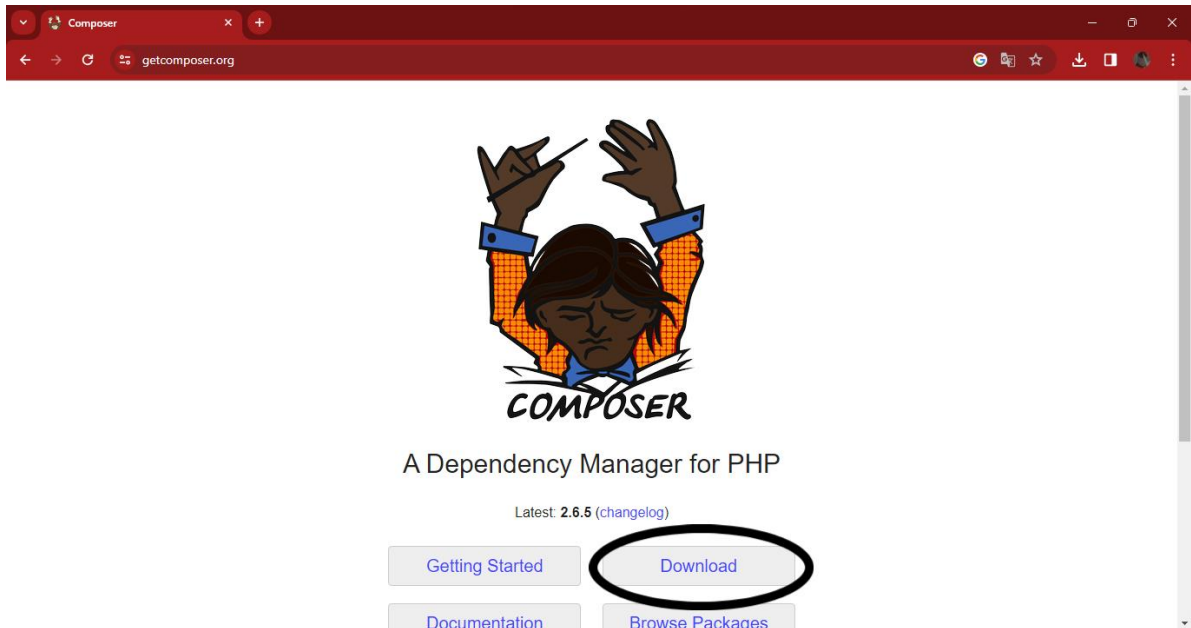 Composer
getcomposer.org
COMPOSER
A Dependency Manager for PHP
Latest: 2.6.5 (changelog)
Getting Started
Download
Documentation
Browse Packages